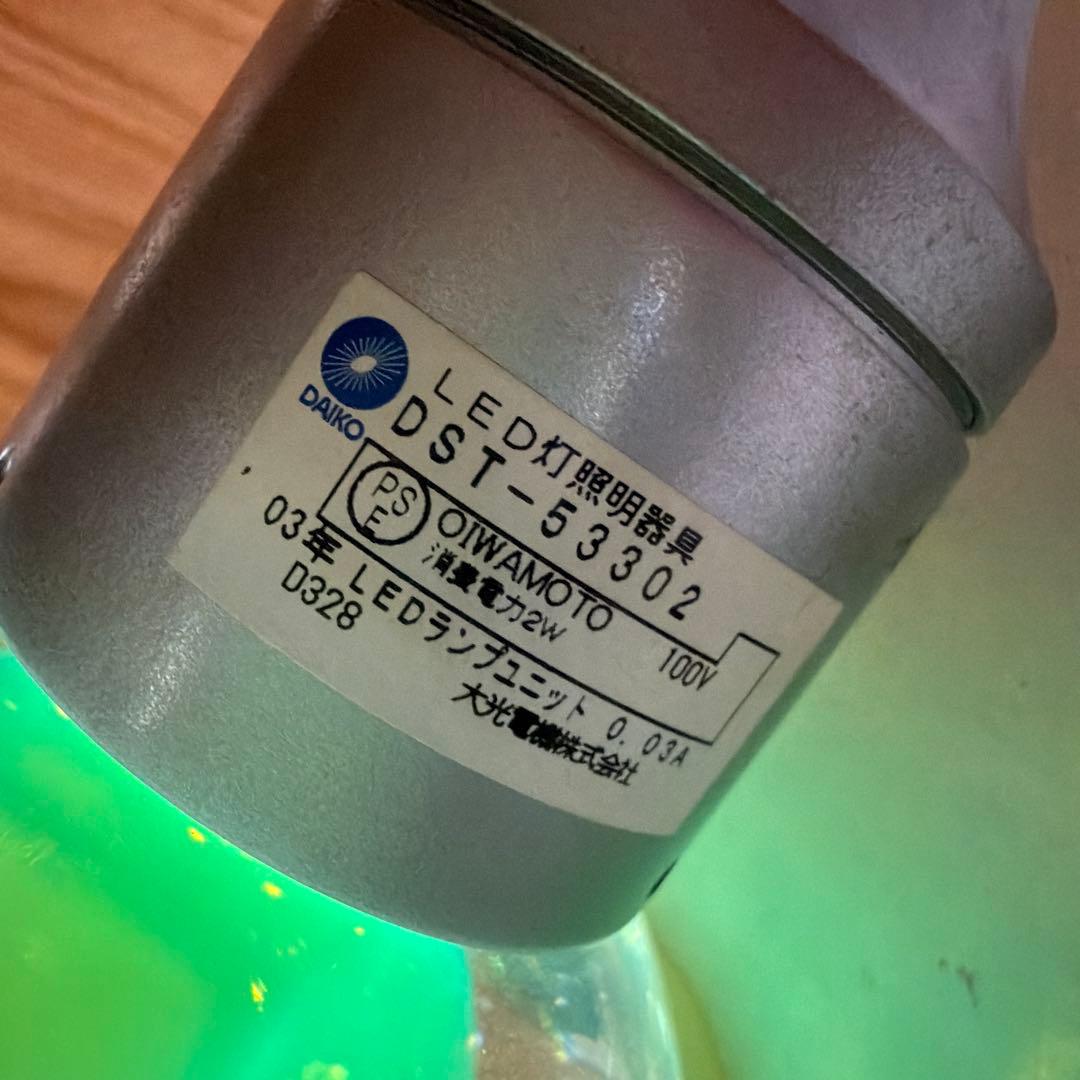 DAIKO
LED灯照明器具
DST-53302
PSE OIWAMOTO 100V
消費電力2W
'03年 LEDランプユニット 0.03A
D328
大光電機株式会社